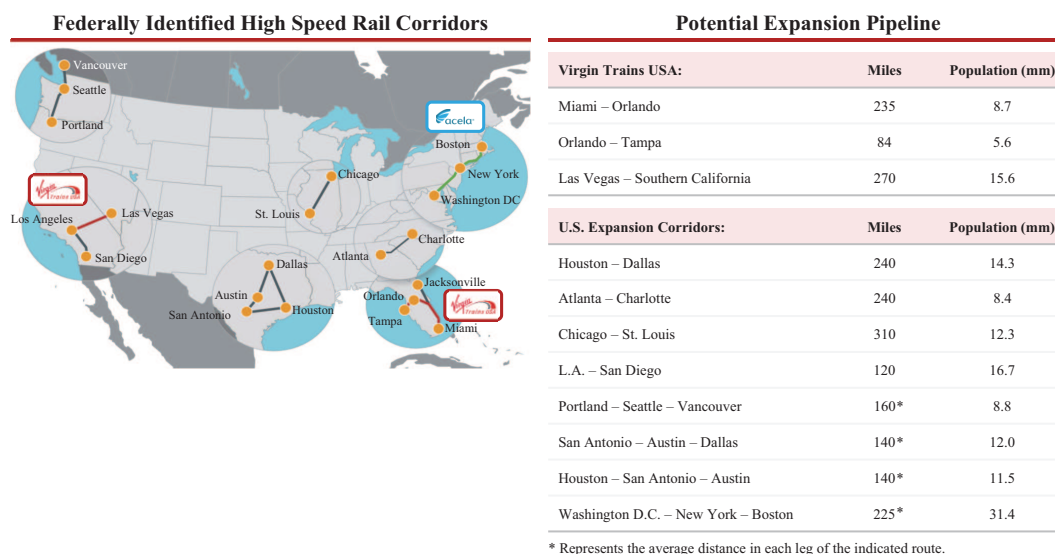 Federally Identified High Speed Rail Corridors
Vancouver
Seattle
Portland
acela
Boston
New York
Washington DC
Chicago
St. Louis
Virgin
Trains USA
Los Angeles
Las Vegas
San Diego
Charlotte
Atlanta
Dallas
Austin
San Antonio
Houston
Jacksonville
Orlando
Tampa
Miami
Virgin
Trains USA
Potential Expansion Pipeline
Virgin Trains USA: Miles Population (mm)
Miami – Orlando 235 8.7
Orlando – Tampa 84 5.6
Las Vegas – Southern California 270 15.6
U.S. Expansion Corridors: Miles Population (mm)
Houston – Dallas 240 14.3
Atlanta – Charlotte 240 8.4
Chicago – St. Louis 310 12.3
L.A. – San Diego 120 16.7
Portland – Seattle – Vancouver 160* 8.8
San Antonio – Austin – Dallas 140* 12.0
Houston – San Antonio – Austin 140* 11.5
Washington D.C. – New York – Boston 225* 31.4
* Represents the average distance in each leg of the indicated route.